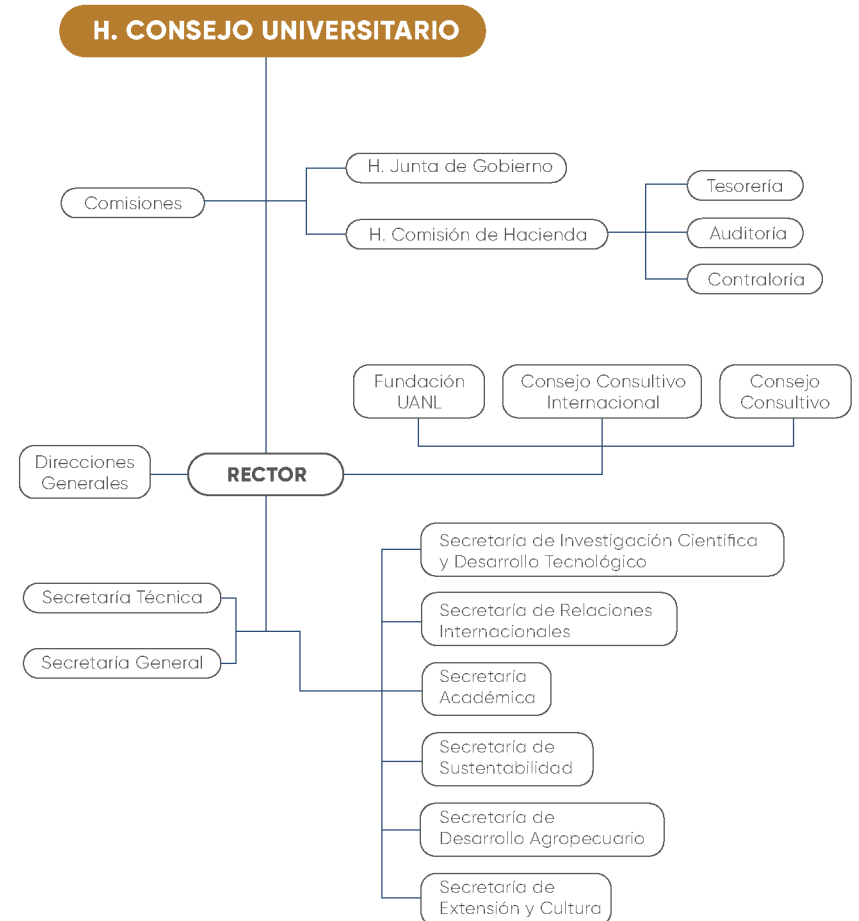 H. CONSEJO UNIVERSITARIO
H. Junta de Gobierno
Comisiones
H. Comisión de Hacienda
Tesorería
Auditoría
Contraloría
Fundación
UANL
Consejo Consultivo
Internacional
Consejo
Consultivo
Direcciones
Generales
RECTOR
Secretaría Técnica
Secretaría General
Secretaría de Investigación Científica
y Desarrollo Tecnológico
Secretaría de Relaciones
Internacionales
Secretaría
Académica
Secretaría de
Sustentabilidad
Secretaría de
Desarrollo Agropecuario
Secretaría de
Extensión y Cultura